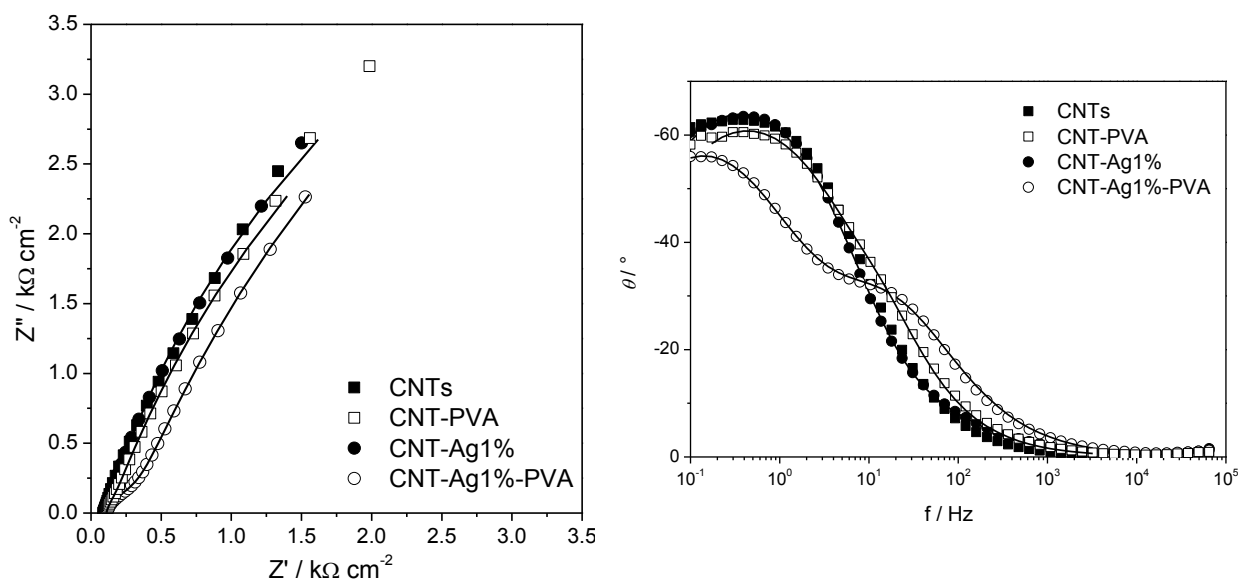 3.5
3.0
2.5
2.0
1.5
1.0
0.5
0.0
Z'' / kΩ cm⁻²
CNTs
CNT-PVA
CNT-Ag1%
CNT-Ag1%-PVA
0.0 0.5 1.0 1.5 2.0 2.5 3.0 3.5
Z' / kΩ cm⁻²
-60
-40
-20
0
θ / °
CNTs
CNT-PVA
CNT-Ag1%
CNT-Ag1%-PVA
10⁻¹ 10⁰ 10¹ 10² 10³ 10⁴ 10⁵
f / Hz